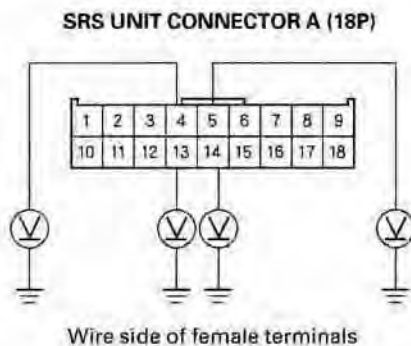 SRS UNIT CONNECTOR A (18P)
1 2 3 4 5 6 7 8 9
10 11 12 13 14 15 16 17 18
V V V V
Wire side of female terminals